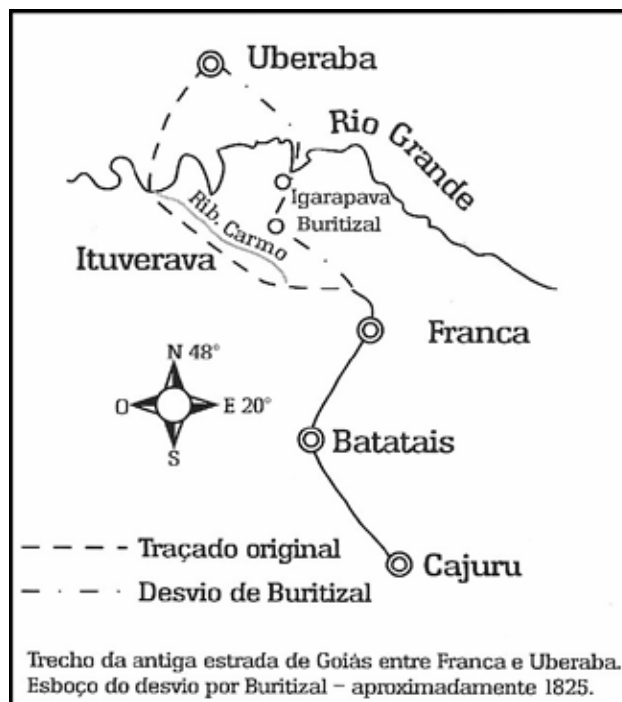 Uberaba
Rio Grande
Igarapava
Buritizal
Rib. Carmo
Ituverava
Franca
N 48°
O
E 20°
S
Batatais
Cajuru
Traçado original
Desvio de Buritizal
Trecho da antiga estrada de Goiás entre Franca e Uberaba.
Esboço do desvio por Buritizal – aproximadamente 1825.